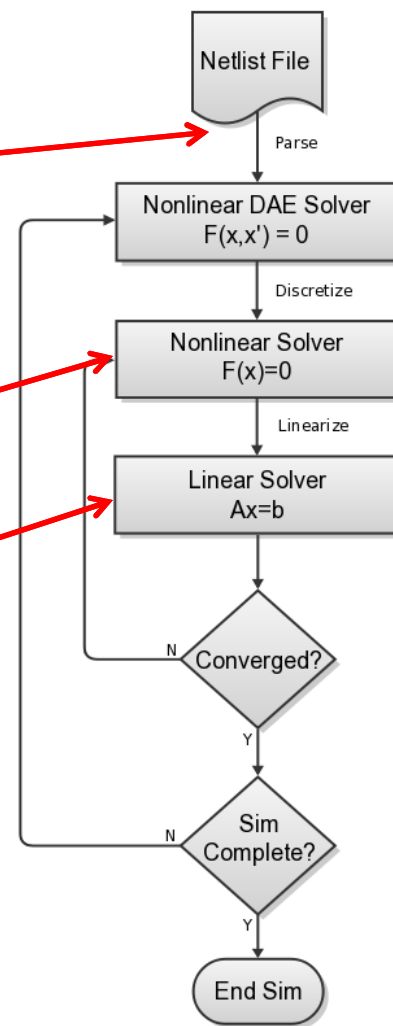 Netlist File
Parse
Nonlinear DAE Solver
F(x,x') = 0
Discretize
Nonlinear Solver
F(x)=0
Linearize
Linear Solver
Ax=b
N
Converged?
Y
N
Sim
Complete?
Y
End Sim